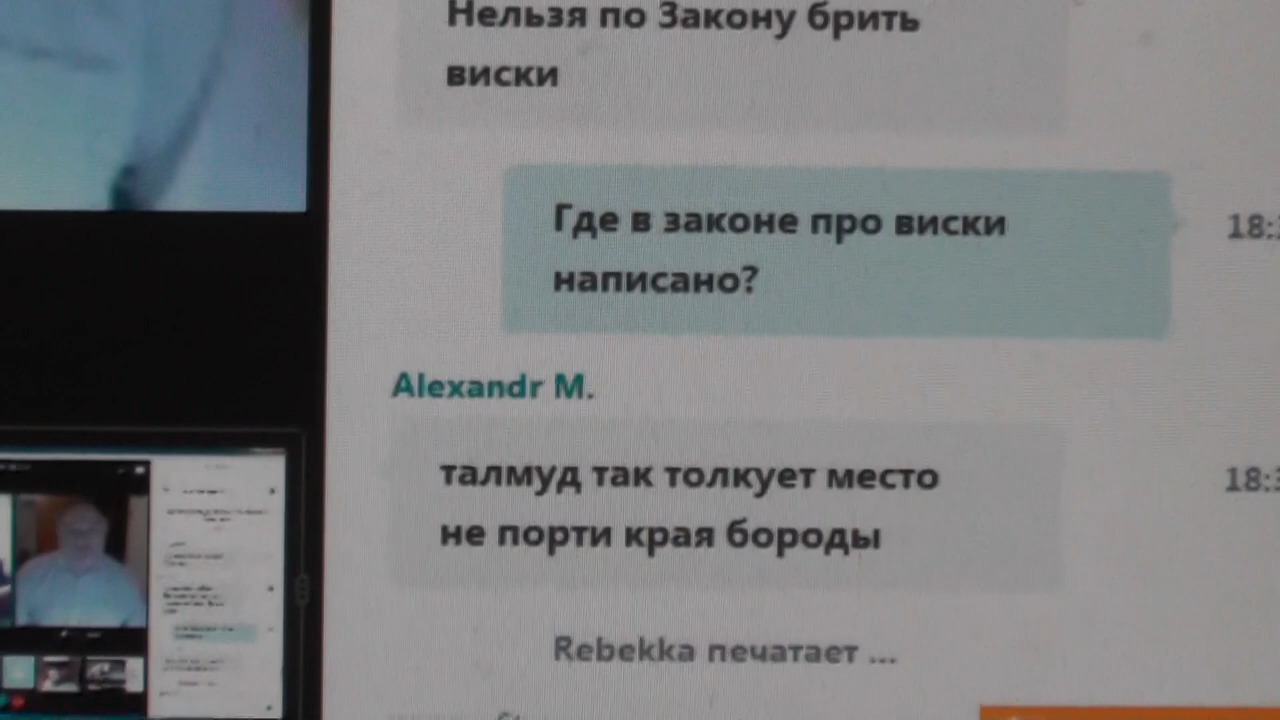 Нельзя по Закону брить
виски
Где в законе про виски
написано?
18:
Alexandr M.
талмуд так толкует место
не порти края бороды
18:
Rebekka печатает ...